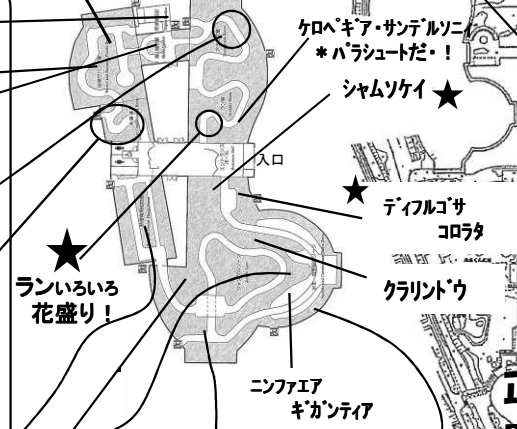 ケロペギア・サンデルソニ
＊パラシュートだ・！
シャムソケイ
★
入口
★
ディフルゴサ
コロラタ
★
ランいろいろ
花盛り！
クラリンドウ
ニンファエア
ギガンティア